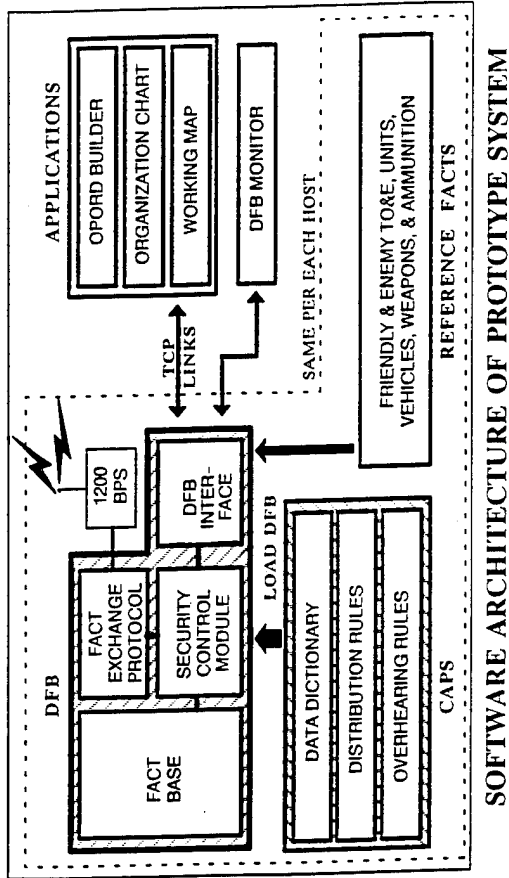 DFB
FACT
BASE
FACT
EXCHANGE
PROTOCOL
SECURITY
CONTROL
MODULE
DFB
INTER-
FACE
1200
BPS
TCP
LINKS
APPLICATIONS
OPORD BUILDER
ORGANIZATION CHART
WORKING MAP
DFB MONITOR
SAME PER EACH HOST
LOAD DFB
DATA DICTIONARY
DISTRIBUTION RULES
OVERHEARING RULES
CAPS
FRIENDLY & ENEMY TO&E, UNITS,
VEHICLES, WEAPONS, & AMMUNITION
REFERENCE FACTS
SOFTWARE ARCHITECTURE OF PROTOTYPE SYSTEM